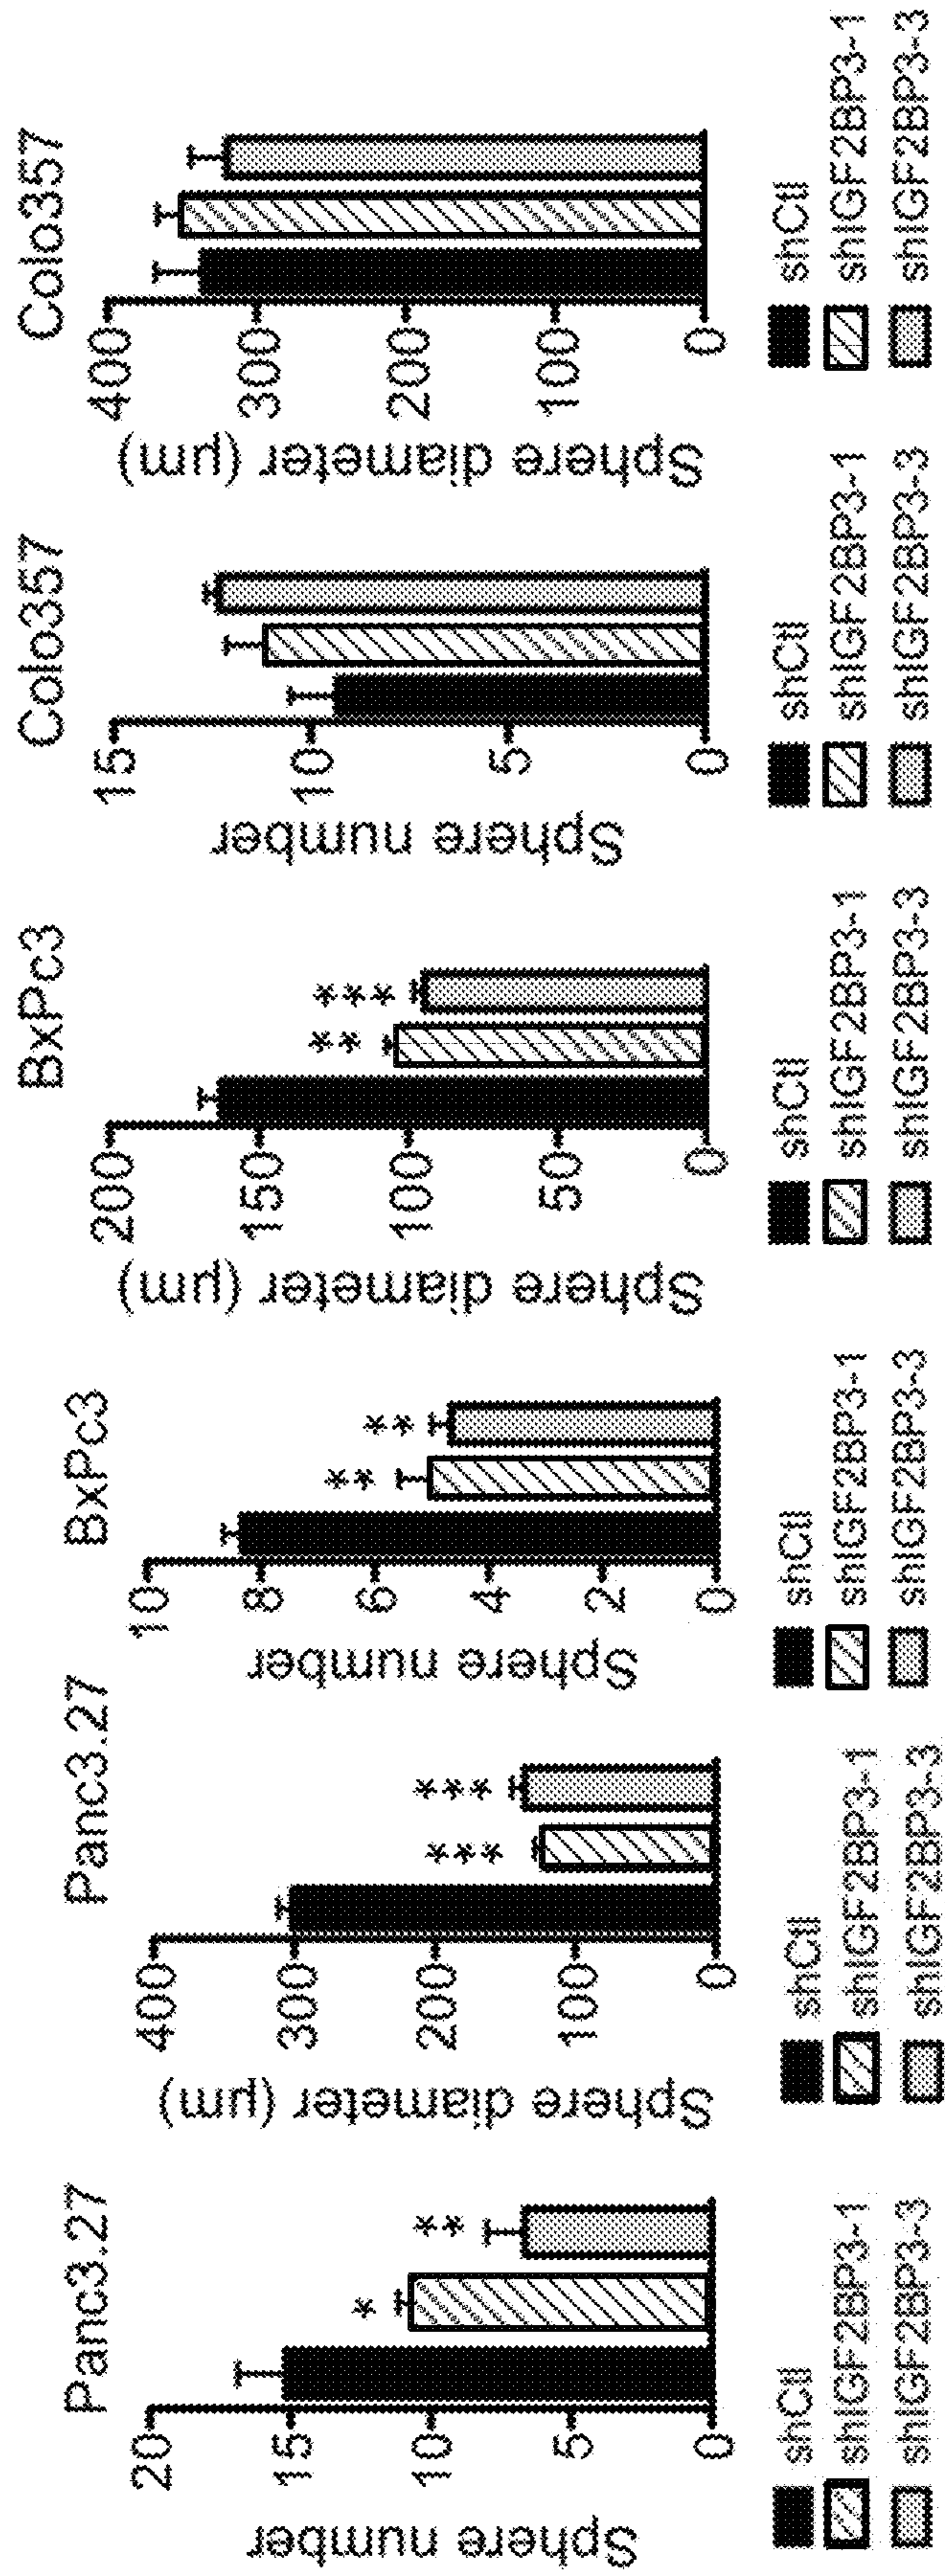 Panc3.27
Sphere number
20
15
10
5
0
*
**
shCtl
shIGF2BP3-1
shIGF2BP3-3
Panc3.27
Sphere diameter (µm)
400
300
200
100
0
***
***
shCtl
shIGF2BP3-1
shIGF2BP3-3
BxPc3
Sphere number
10
8
6
4
2
0
**
**
shCtl
shIGF2BP3-1
shIGF2BP3-3
BxPc3
Sphere diameter (µm)
200
150
100
50
0
**
***
shCtl
shIGF2BP3-1
shIGF2BP3-3
Colo357
Sphere number
15
10
5
0
shCtl
shIGF2BP3-1
shIGF2BP3-3
Colo357
Sphere diameter (µm)
400
300
200
100
0
shCtl
shIGF2BP3-1
shIGF2BP3-3